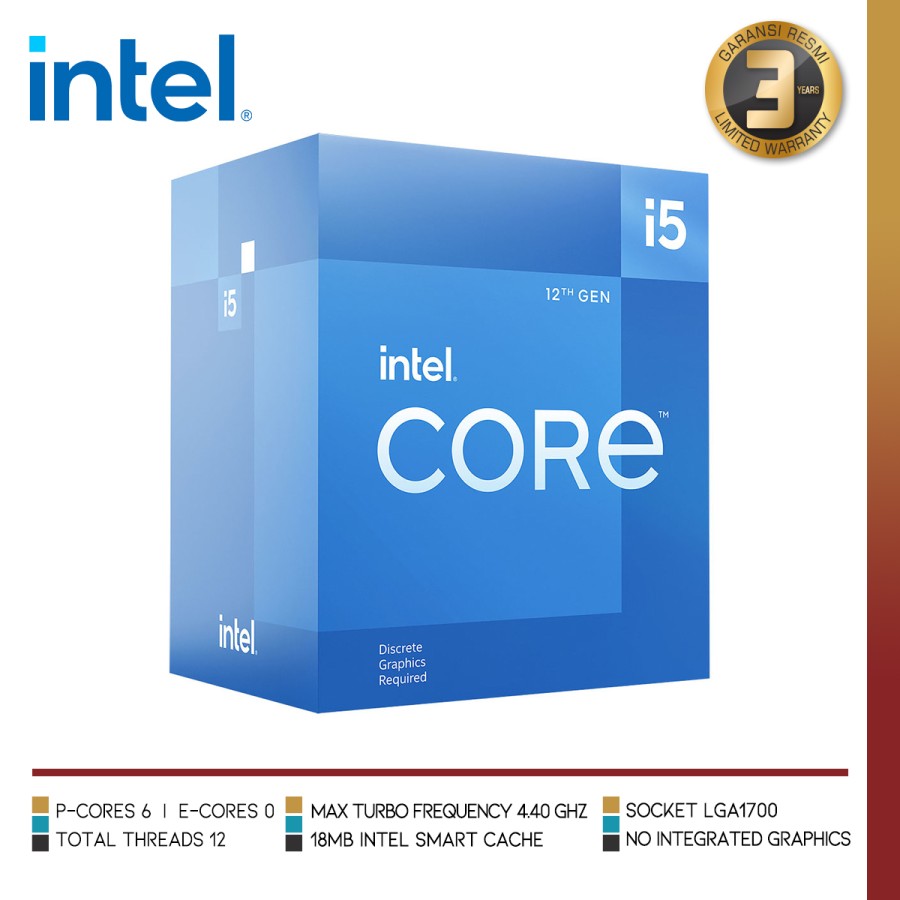 intel®
GARANSI RESMI
3 YEARS
LIMITED WARRANTY
i5
i5
12TH GEN
intel.
CORE™
intel.
Discrete
Graphics
Required
P-CORES 6 | E-CORES 0
TOTAL THREADS 12
MAX TURBO FREQUENCY 4.40 GHZ
18MB INTEL SMART CACHE
SOCKET LGA1700
NO INTEGRATED GRAPHICS